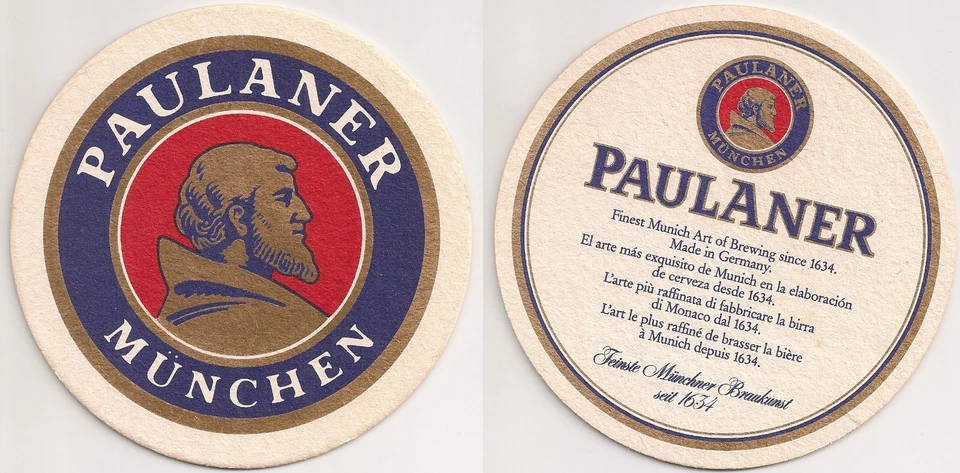 PAULANER
MÜNCHEN
PAULANER
MÜNCHEN
PAULANER
Finest Munich Art of Brewing since 1634.
Made in Germany.
El arte más exquisito de Munich en la elaboración
de cerveza desde 1634.
L'arte più raffinata di fabbricare la birra
di Monaco dal 1634.
L'art le plus raffiné de brasser la bière
à Munich depuis 1634.
Feinste Münchner Braukunst
seit 1634